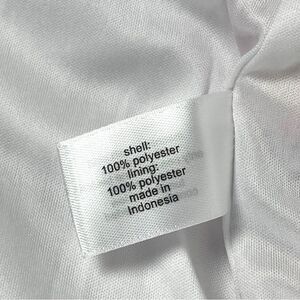 shell:
100% polyester
lining:
100% polyester
made in
Indonesia